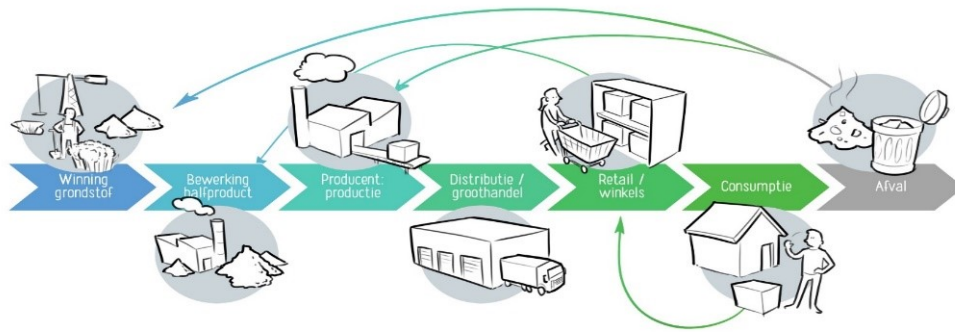 Winning
grondstof
Bewerking
halfproduct
Producent:
productie
Distributie /
groothandel
Retail /
winkels
Consumptie
Afval